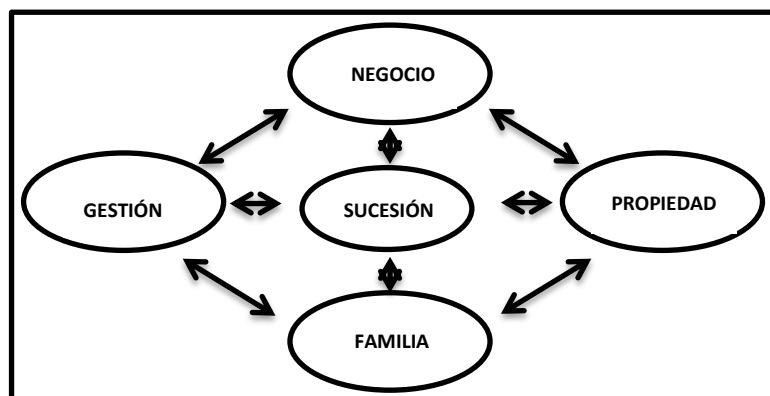 NEGOCIO
GESTIÓN
SUCESIÓN
PROPIEDAD
FAMILIA